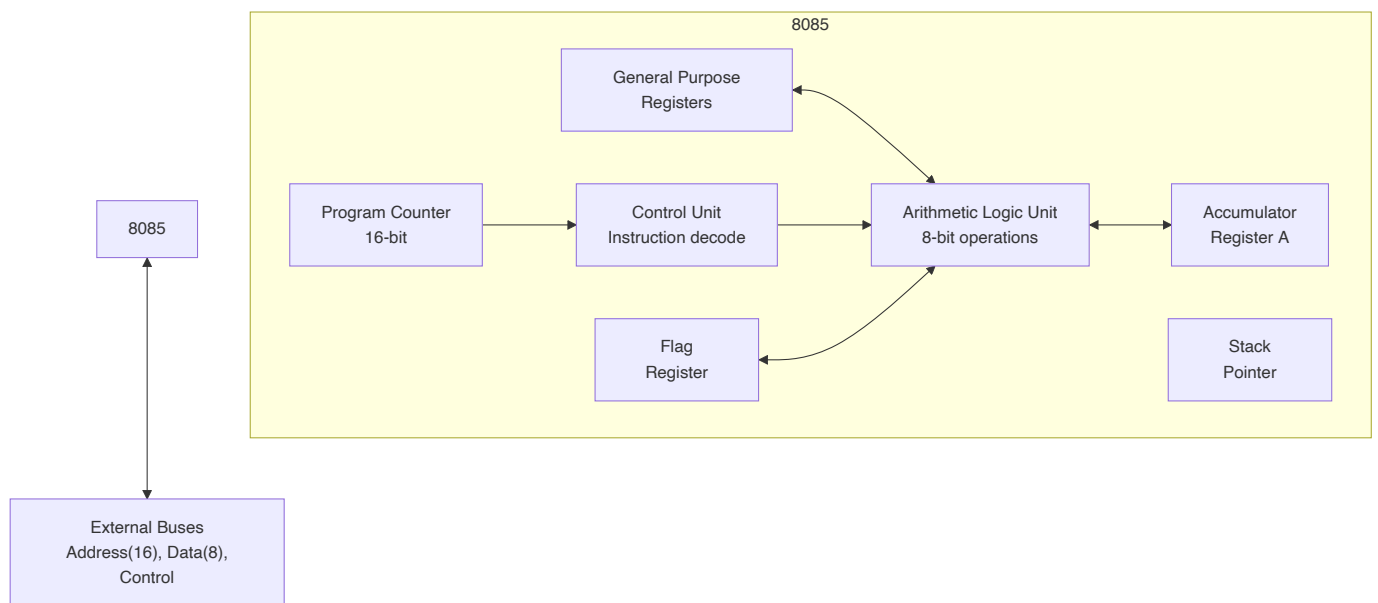 8085
General Purpose
Registers
Program Counter
16-bit
Control Unit
Instruction decode
Arithmetic Logic Unit
8-bit operations
Accumulator
Register A
8085
Flag
Register
Stack
Pointer
External Buses
Address(16), Data(8),
Control